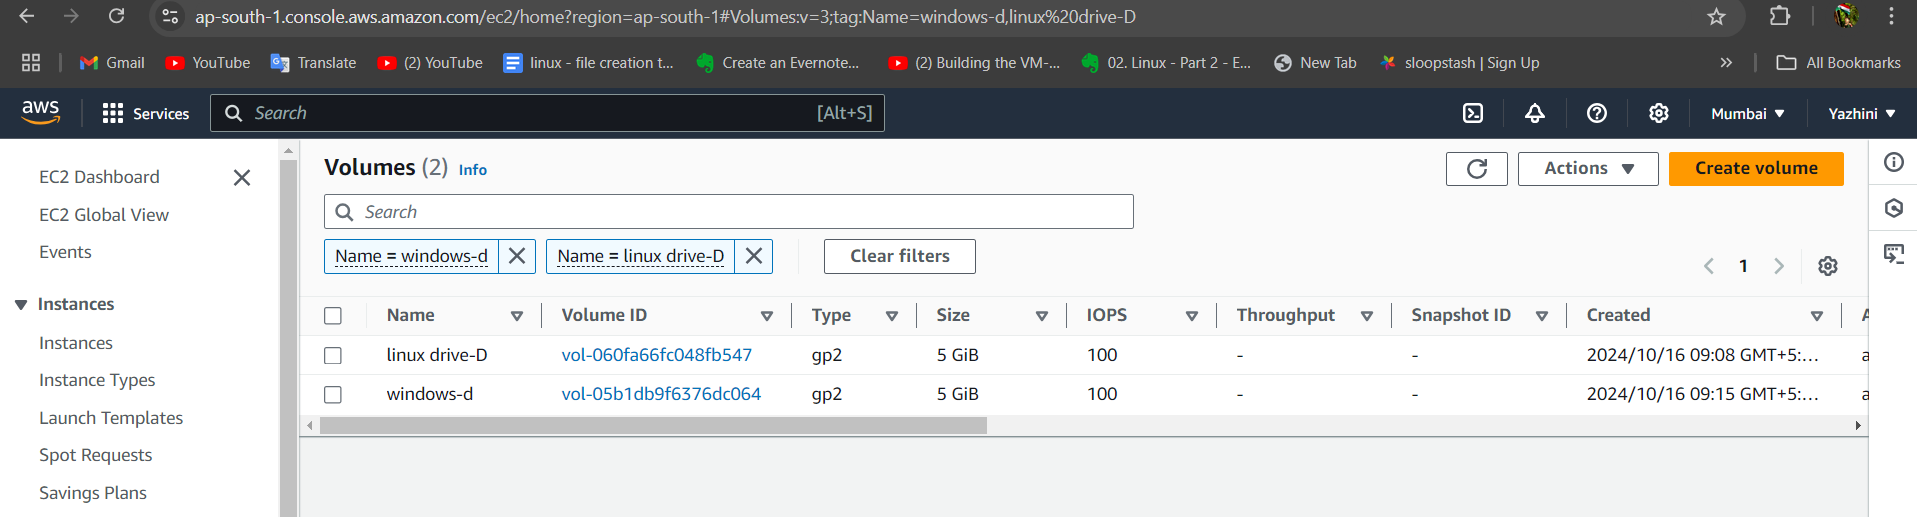 ap-south-1.console.aws.amazon.com/ec2/home?region=ap-south-1#Volumes:v=3;tag:Name=windows-d,linux%20drive-D
Gmail YouTube Translate (2) YouTube linux - file creation t... Create an Evernote... (2) Building the VM-... 02. Linux - Part 2 - E... New Tab sloopstash | Sign Up » All Bookmarks
aws Services Search [Alt+S] Mumbai Yazhini
EC2 Dashboard
EC2 Global View
Events
Instances
Instances
Instance Types
Launch Templates
Spot Requests
Savings Plans
Volumes (2) Info Actions Create volume
Search
Name = windows-d Name = linux drive-D Clear filters
1
Name Volume ID Type Size IOPS Throughput Snapshot ID Created A
linux drive-D vol-060fa66fc048fb547 gp2 5 GiB 100 - - 2024/10/16 09:08 GMT+5:... a
windows-d vol-05b1db9f6376dc064 gp2 5 GiB 100 - - 2024/10/16 09:15 GMT+5:... a